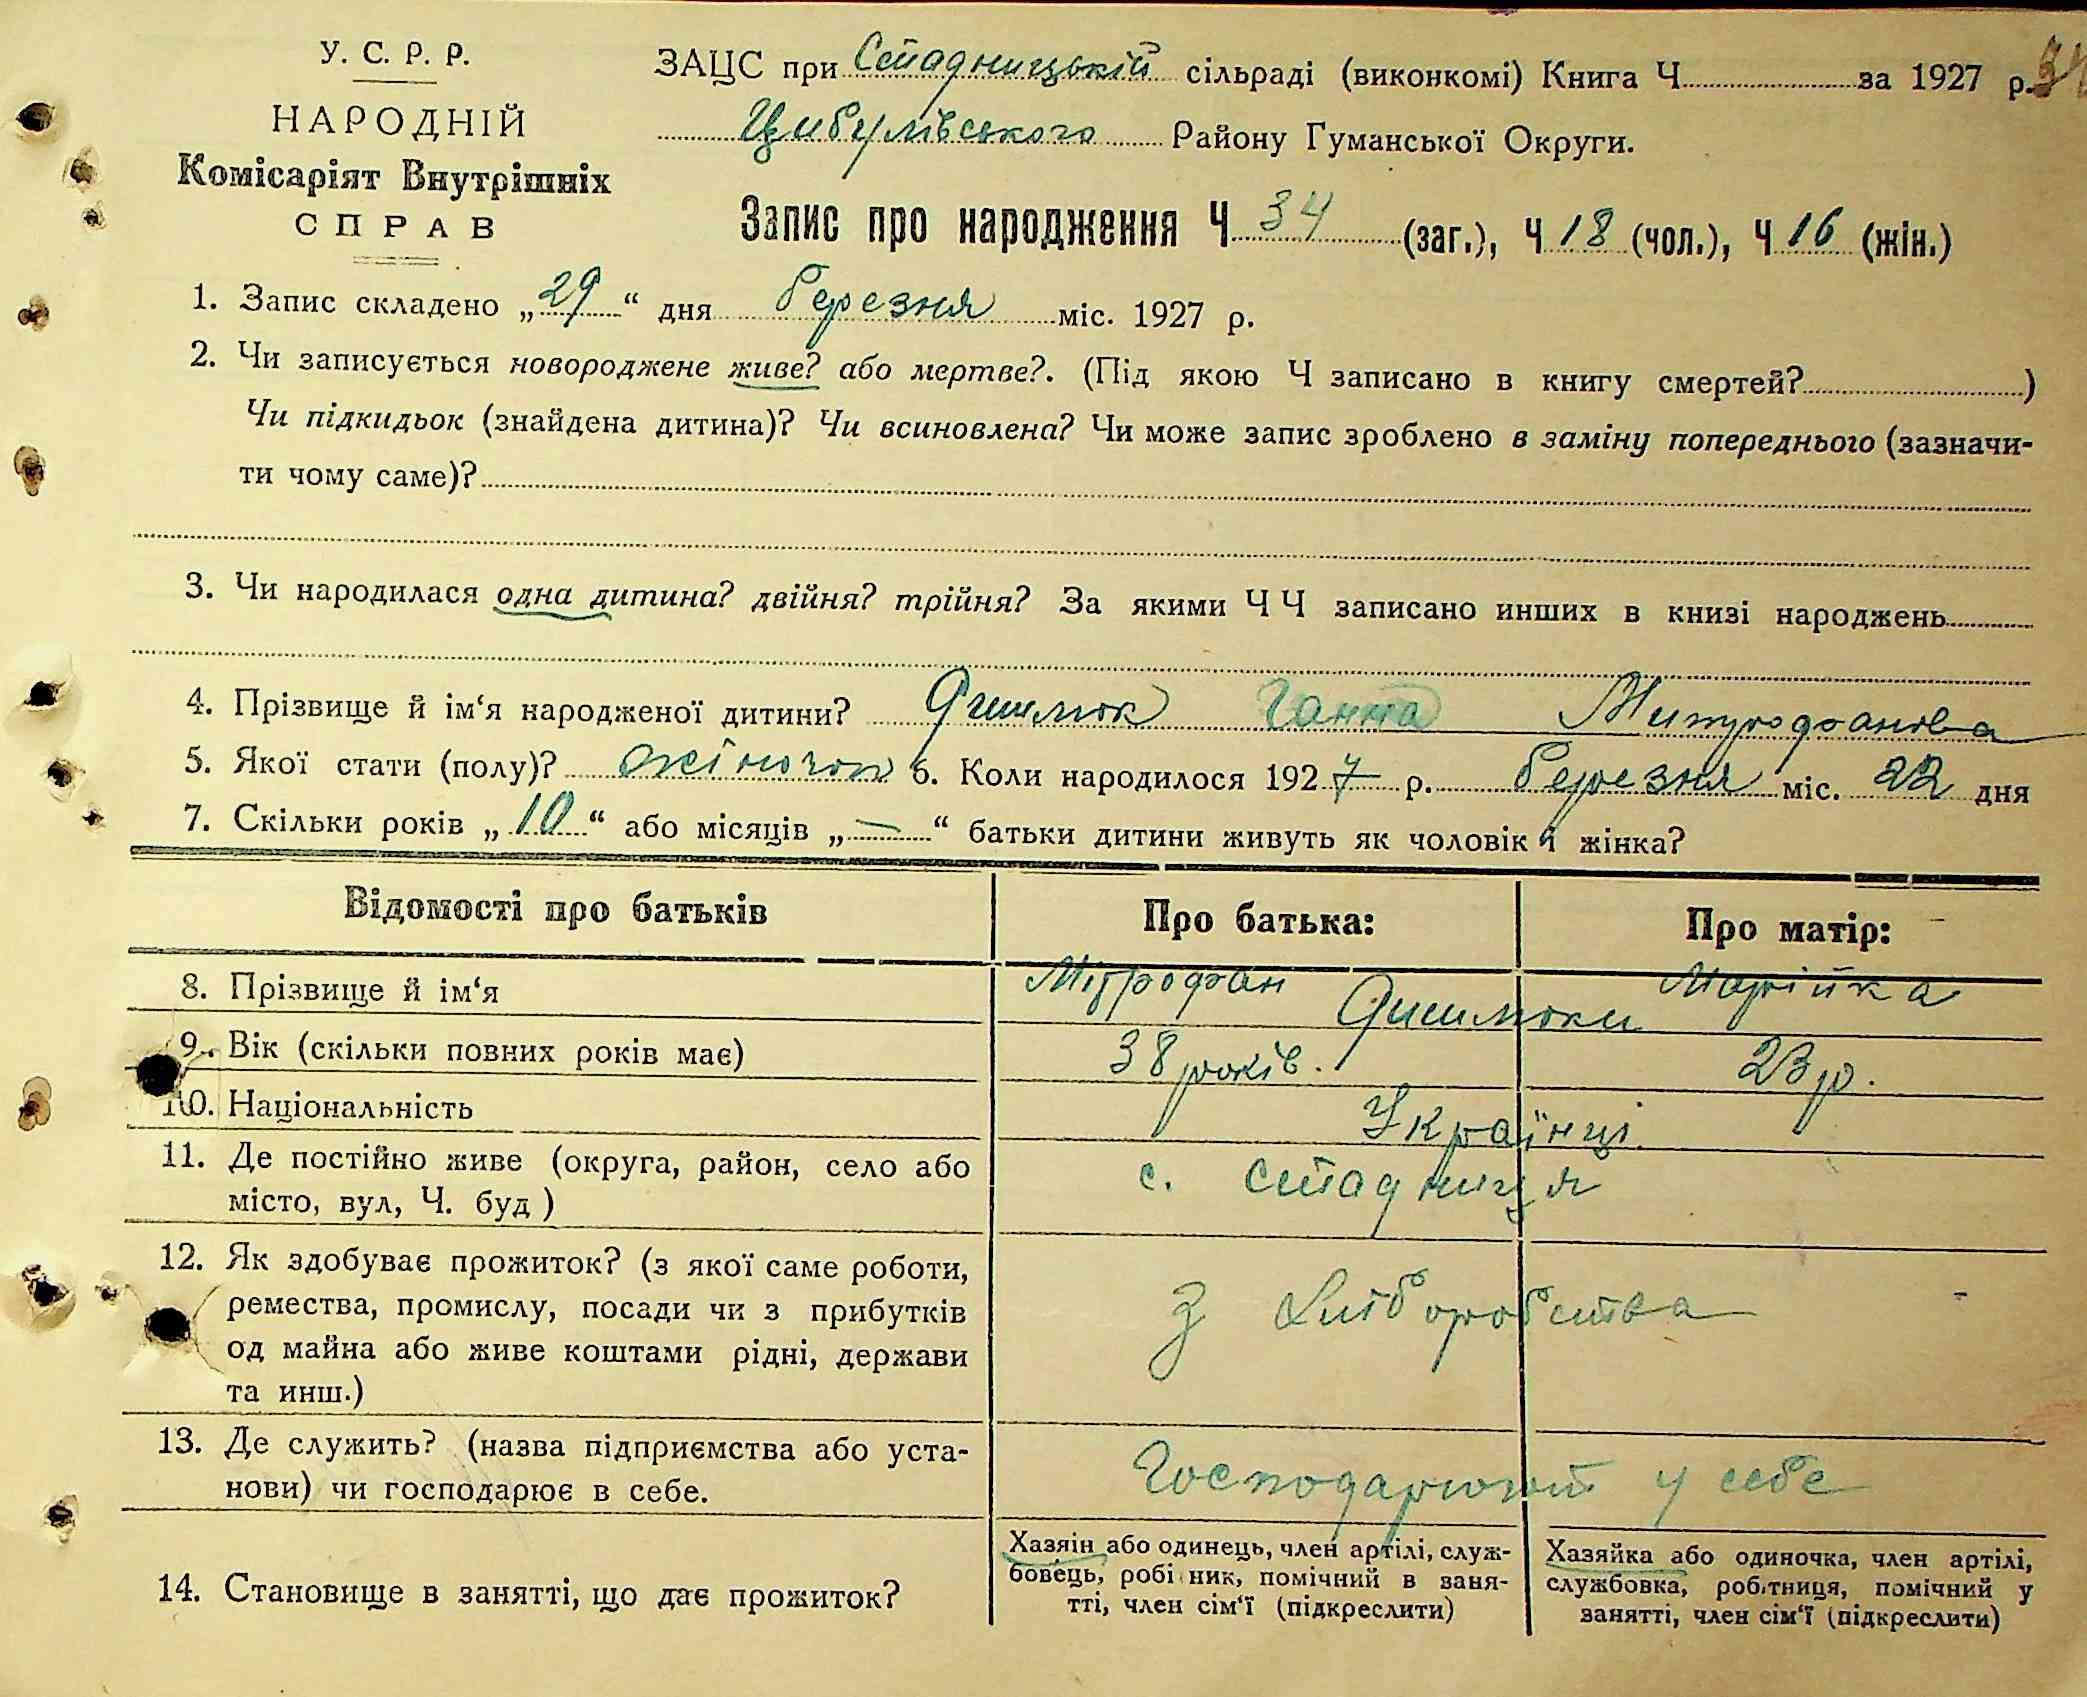 У. С. Р. Р.
НАРОДНІЙ
Комісаріят Внутрішніх
СПРАВ
ЗАЦС при Стадницькій сільраді (виконкомі) Книга Ч за 1927 р. 34
Цибулівського Району Гуманської Округи.
Запис про народження Ч 34 (заг.), Ч 18 (чол.), Ч 16 (жін.)
1. Запис складено „29“ дня березня міс. 1927 р.
2. Чи записується новороджене живе? або мертве?. (Під якою Ч записано в книгу смертей? )
Чи підкидьок (знайдена дитина)? Чи всиновлена? Чи може запис зроблено в заміну попереднього (зазначи-
ти чому саме)?
3. Чи народилася одна дитина? двійня? трійня? За якими Ч Ч записано инших в книзі народжень
4. Прізвище й ім‘я народженої дитини? Ганна Митрофанова
5. Якої стати (полу)? жіночої 6. Коли народилося 1927 р. березня міс. 22 дня
7. Скільки років „10“ або місяців „—“ батьки дитини живуть як чоловік й жінка?
Відомості про батьків Про батька: Про матір:
8. Прізвище й ім‘я Мітрофан Марійка
9. Вік (скільки повних років має) 38 років. 23 р.
10. Національність Українці
11. Де постійно живе (округа, район, село або
місто, вул, Ч. буд ) с. Стадниця
12. Як здобуває прожиток? (з якої саме роботи,
ремества, промислу, посади чи з прибутків
од майна або живе коштами рідні, держави
та инш.) З хліборобства
13. Де служить? (назва підприємства або уста-
нови) чи господарює в себе. Господарюють у себе
14. Становище в занятті, що дає прожиток?
Хазяін або одинець, член артілі, служ-
бовець, робітник, помічний в заня-
тті, член сім‘ї (підкреслити)
Хазяйка або одиночка, член артілі,
службовка, робітниця, помічний у
занятті, член сім‘ї (підкреслити)